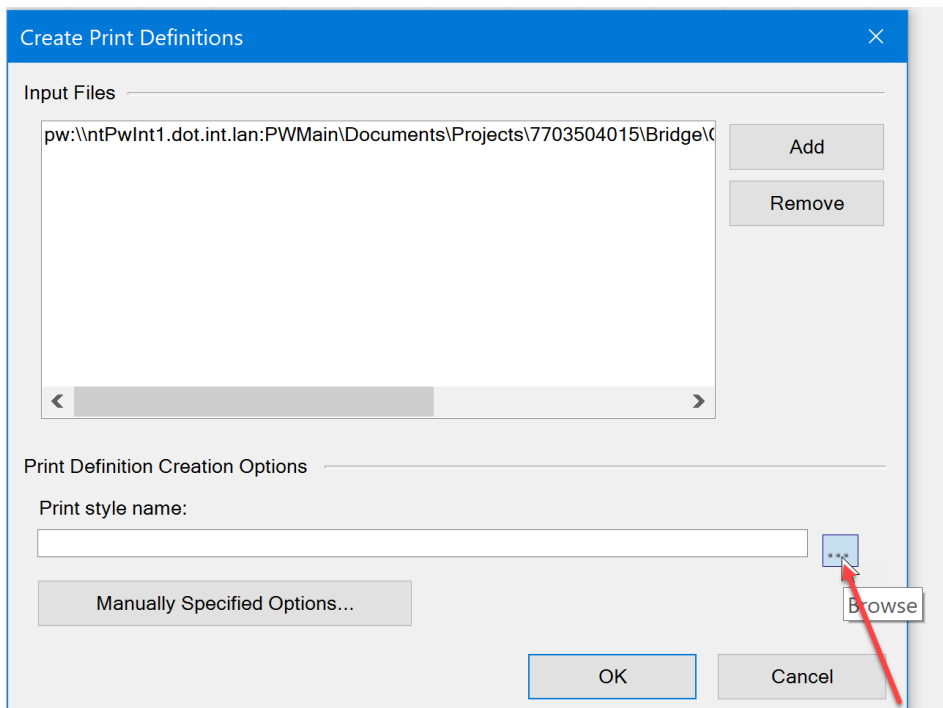 Create Print Definitions
Input Files
pw:\\ntPwInt1.dot.int.lan:PWMain\Documents\Projects\7703504015\Bridge\
Add
Remove
Print Definition Creation Options
Print style name:
...
Browse
Manually Specified Options...
OK
Cancel